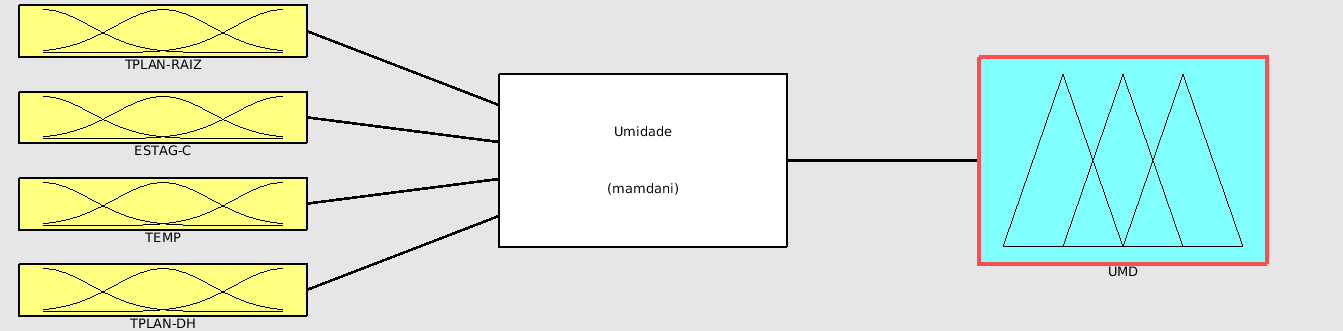 TPLAN-RAIZ
ESTAG-C
TEMP
TPLAN-DH
Umidade
(mamdani)
UMD